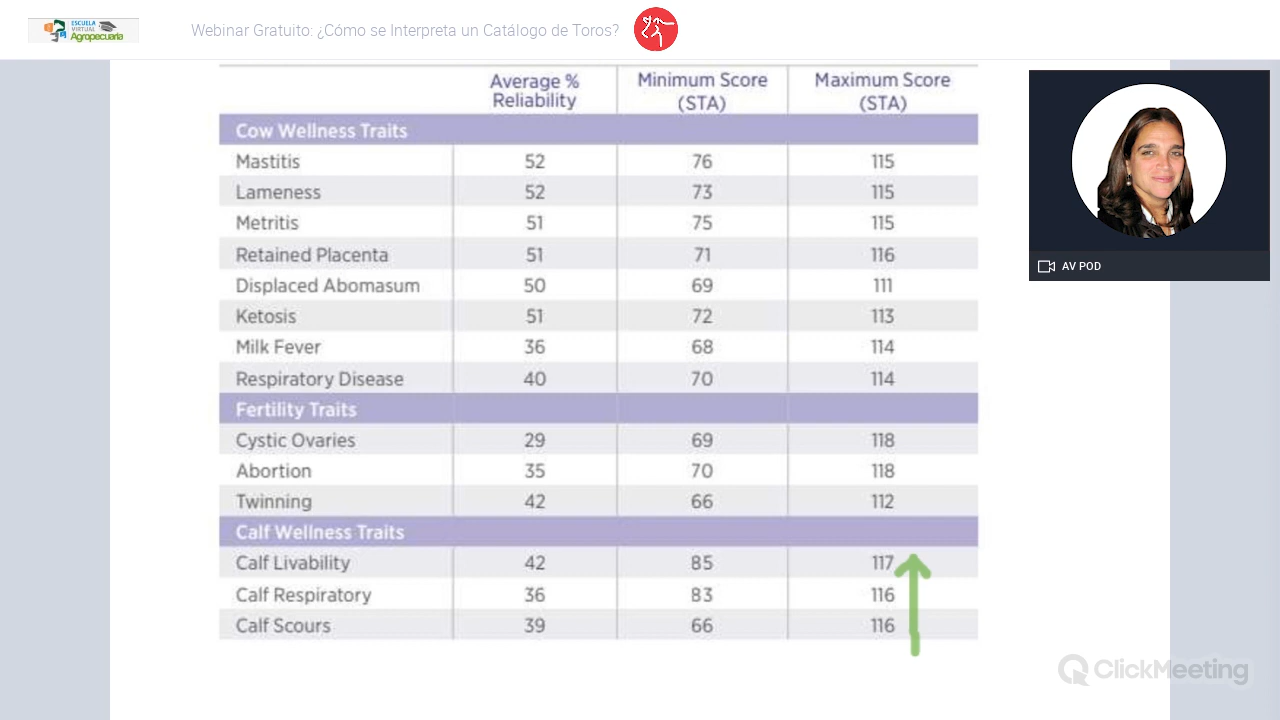 ESCUELA
VIRTUAL
Agropecuaria
Webinar Gratuito: ¿Cómo se Interpreta un Catálogo de Toros?
Average % Reliability Minimum Score (STA) Maximum Score (STA)
Cow Wellness Traits
Mastitis 52 76 115
Lameness 52 73 115
Metritis 51 75 115
Retained Placenta 51 71 116
Displaced Abomasum 50 69 111
Ketosis 51 72 113
Milk Fever 36 68 114
Respiratory Disease 40 70 114
Fertility Traits
Cystic Ovaries 29 69 118
Abortion 35 70 118
Twinning 42 66 112
Calf Wellness Traits
Calf Livability 42 85 117
Calf Respiratory 36 83 116
Calf Scours 39 66 116
AV POD
ClickMeeting